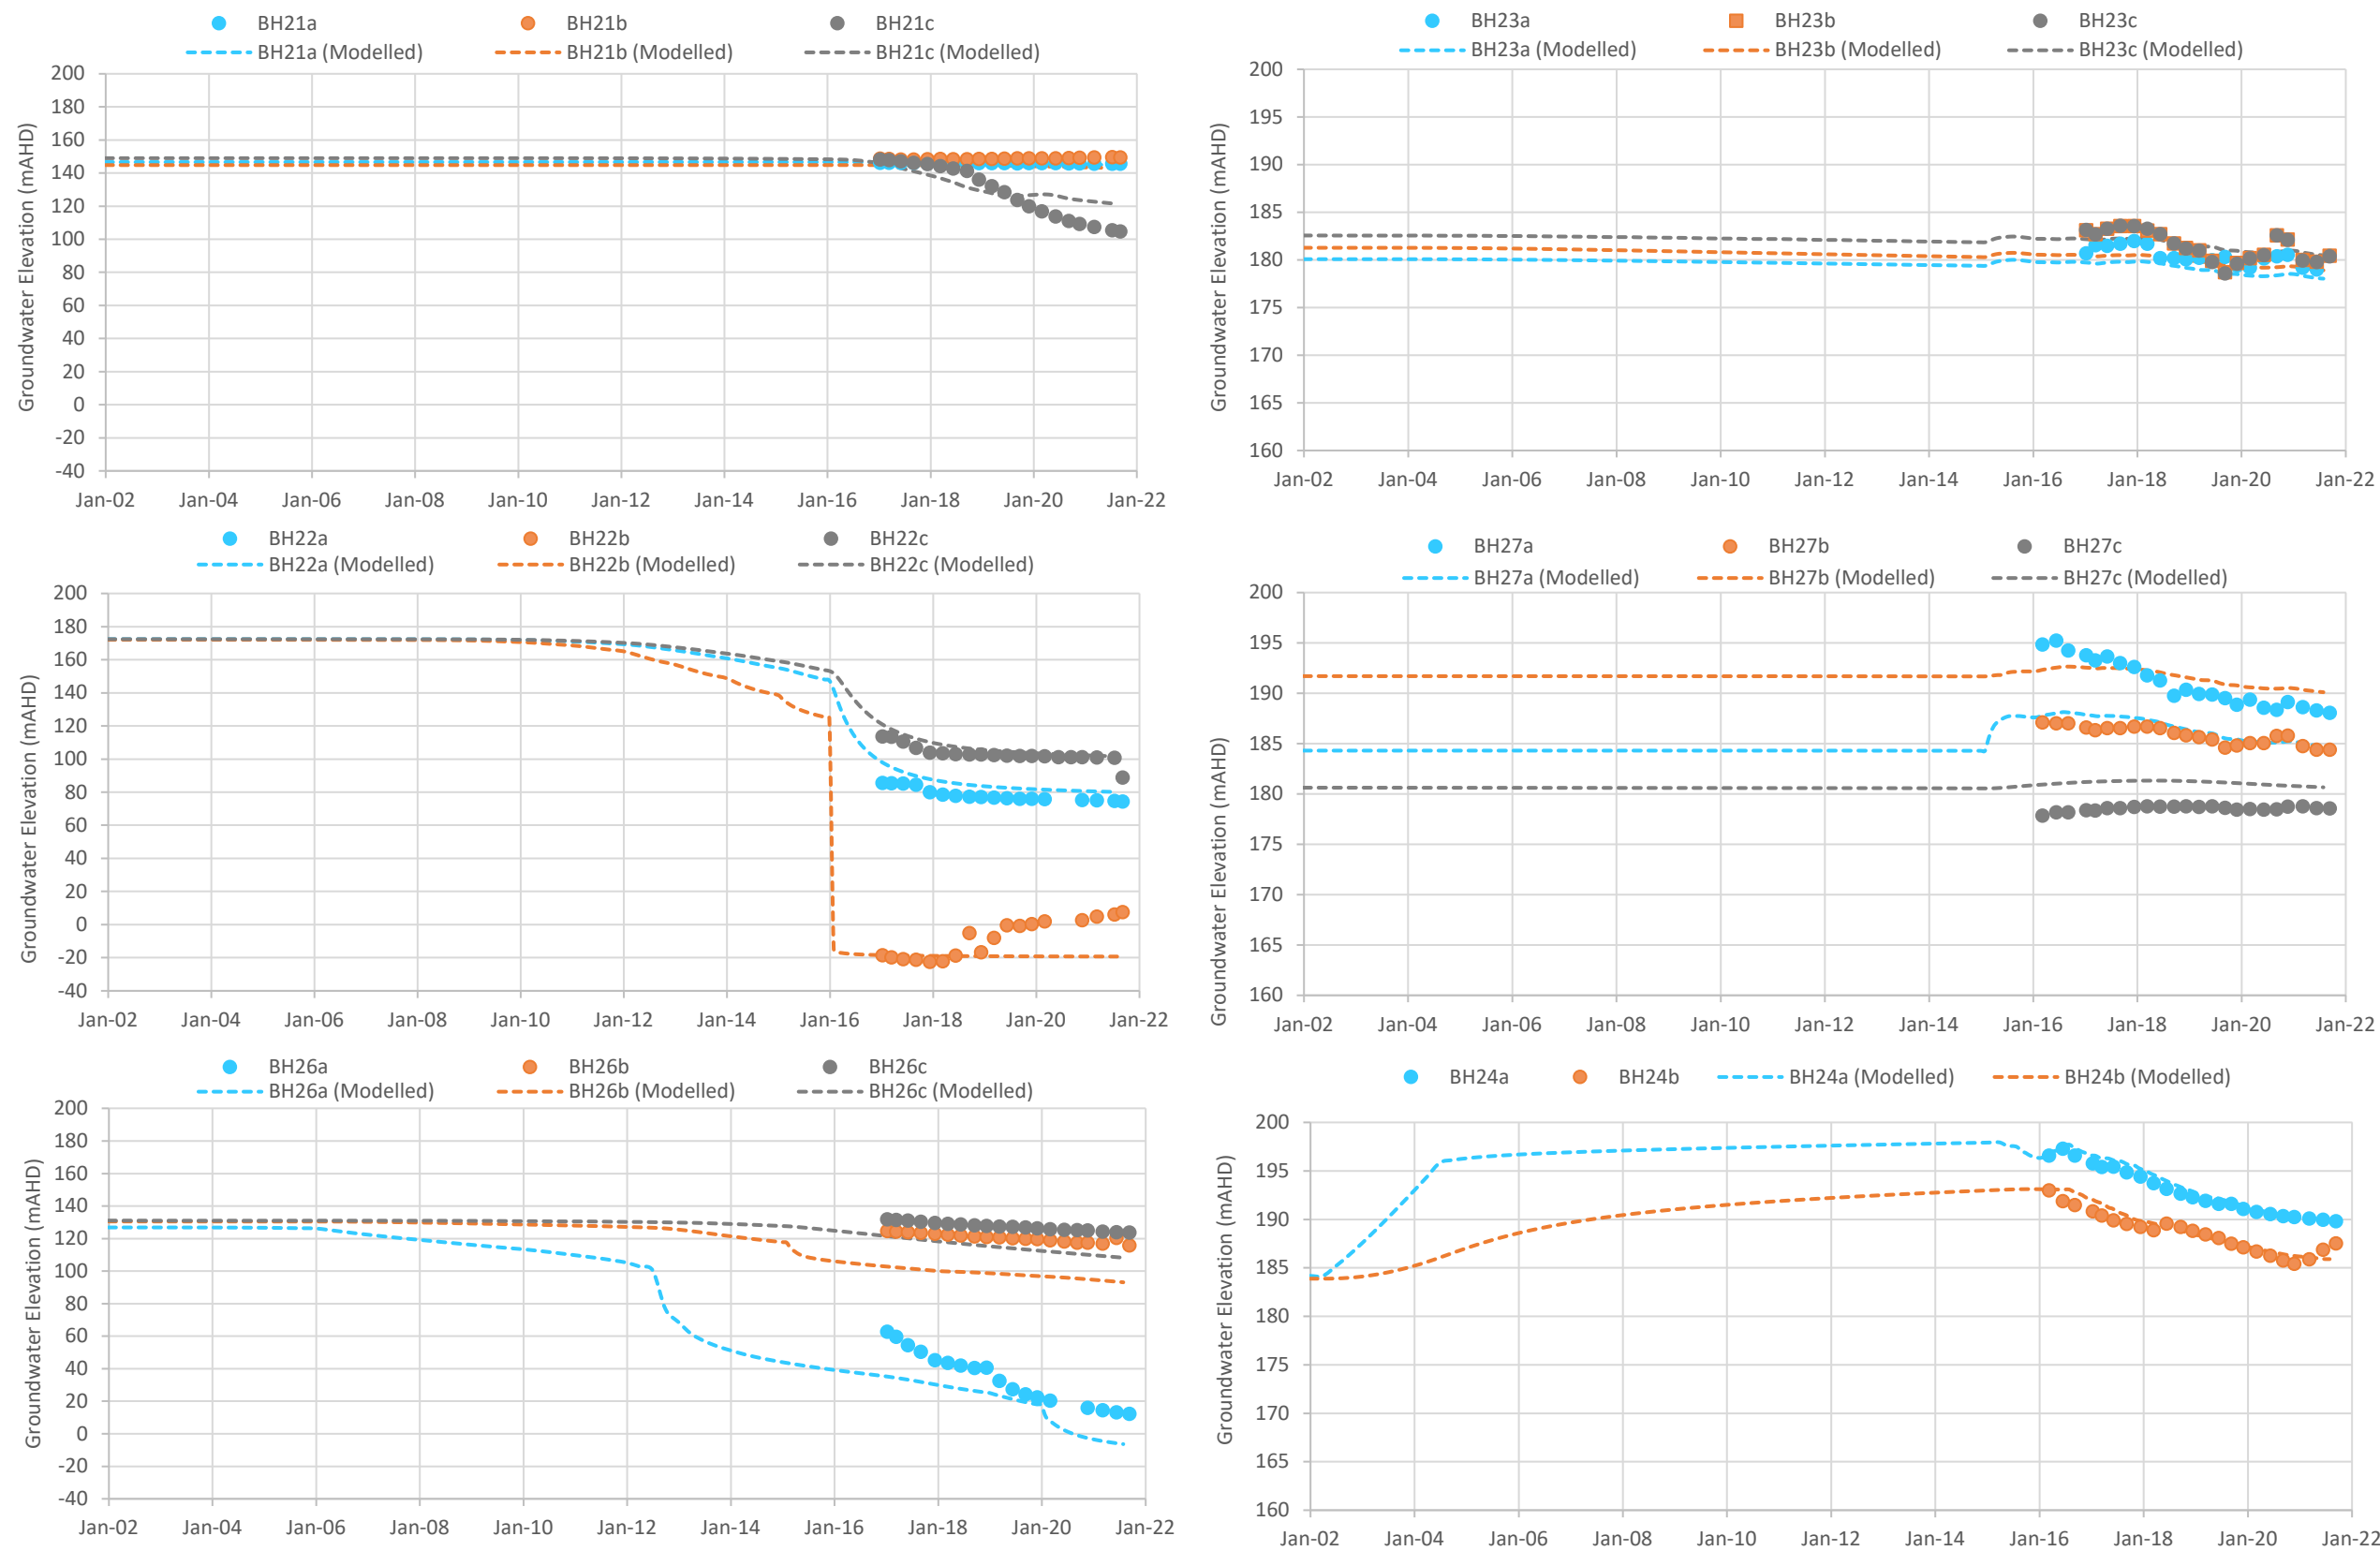 BH21a BH21b BH21c
BH21a (Modelled) BH21b (Modelled) BH21c (Modelled)
200
180
160
140
120
100
80
60
40
20
0
-20
-40
Groundwater Elevation (mAHD)
Jan-02 Jan-04 Jan-06 Jan-08 Jan-10 Jan-12 Jan-14 Jan-16 Jan-18 Jan-20 Jan-22
BH23a BH23b BH23c
BH23a (Modelled) BH23b (Modelled) BH23c (Modelled)
200
195
190
185
180
175
170
165
160
Groundwater Elevation (mAHD)
Jan-02 Jan-04 Jan-06 Jan-08 Jan-10 Jan-12 Jan-14 Jan-16 Jan-18 Jan-20 Jan-22
BH22a BH22b BH22c
BH22a (Modelled) BH22b (Modelled) BH22c (Modelled)
200
180
160
140
120
100
80
60
40
20
0
-20
-40
Groundwater Elevation (mAHD)
Jan-02 Jan-04 Jan-06 Jan-08 Jan-10 Jan-12 Jan-14 Jan-16 Jan-18 Jan-20 Jan-22
BH27a BH27b BH27c
BH27a (Modelled) BH27b (Modelled) BH27c (Modelled)
200
195
190
185
180
175
170
165
160
Groundwater Elevation (mAHD)
Jan-02 Jan-04 Jan-06 Jan-08 Jan-10 Jan-12 Jan-14 Jan-16 Jan-18 Jan-20 Jan-22
BH26a BH26b BH26c
BH26a (Modelled) BH26b (Modelled) BH26c (Modelled)
200
180
160
140
120
100
80
60
40
20
0
-20
-40
Groundwater Elevation (mAHD)
Jan-02 Jan-04 Jan-06 Jan-08 Jan-10 Jan-12 Jan-14 Jan-16 Jan-18 Jan-20 Jan-22
BH24a BH24b BH24a (Modelled) BH24b (Modelled)
200
195
190
185
180
175
170
165
160
Groundwater Elevation (mAHD)
Jan-02 Jan-04 Jan-06 Jan-08 Jan-10 Jan-12 Jan-14 Jan-16 Jan-18 Jan-20 Jan-22